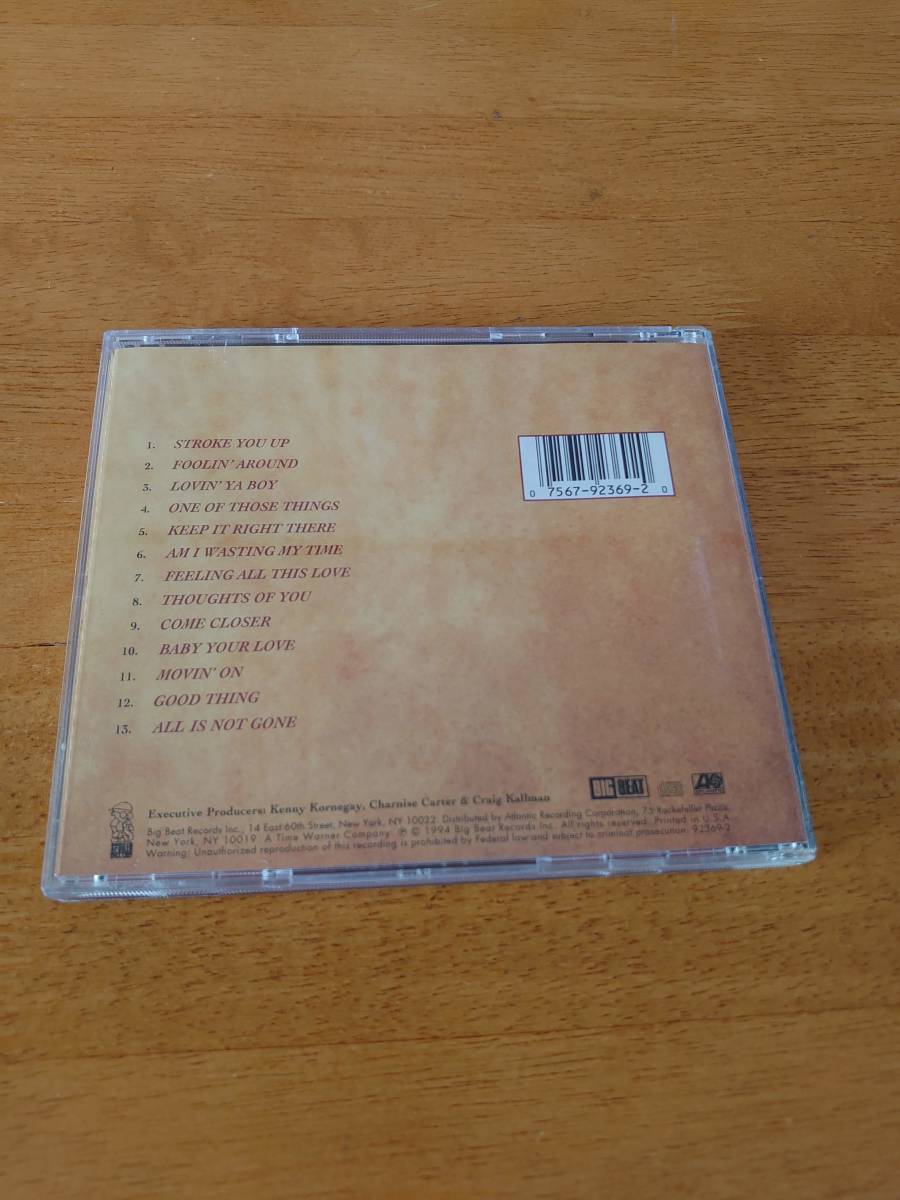 1. STROKE YOU UP
2. FOOLIN' AROUND
3. LOVIN' YA BOY
4. ONE OF THOSE THINGS
5. KEEP IT RIGHT THERE
6. AM I WASTING MY TIME
7. FEELING ALL THIS LOVE
8. THOUGHTS OF YOU
9. COME CLOSER
10. BABY YOUR LOVE
11. MOVIN' ON
12. GOOD THING
13. ALL IS NOT GONE
0 7567-92369-2 0
BIG BEAT
Executive Producers: Kenny Kornegay, Charnise Carter & Craig Kallman
Big Beat Records Inc., 14 East 60th Street, New York, NY 10022. Distributed by Atlantic Recording Corporation, 75 Rockefeller Plaza,
New York, NY 10019. A Time Warner Company. ℗ © 1994 Big Beat Records Inc. All rights reserved. Printed in U.S.A.
Warning: Unauthorized reproduction of this recording is prohibited by Federal law and subject to criminal prosecution. 92369-2